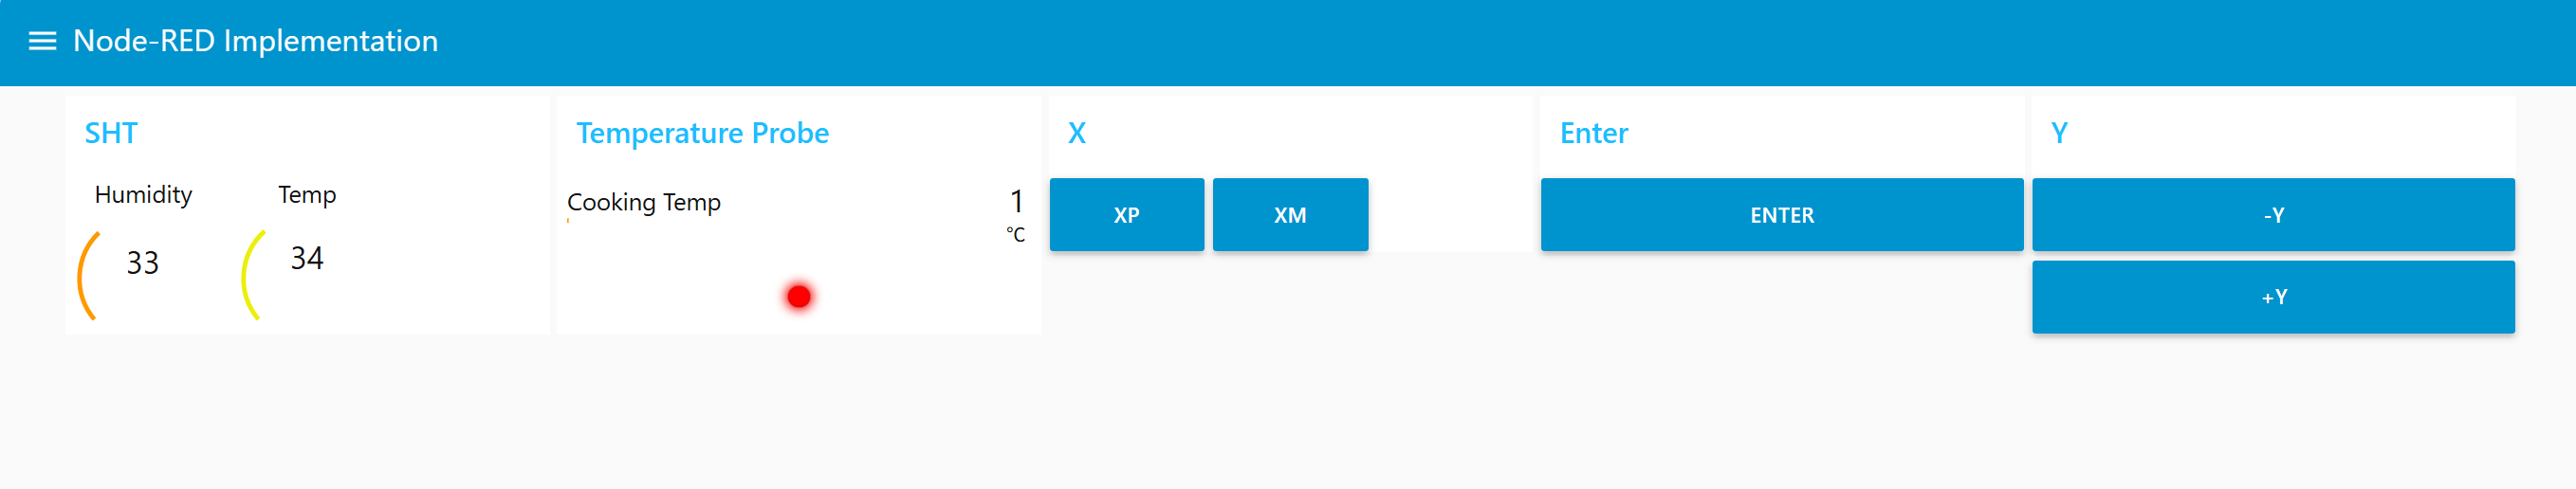 Node-RED Implementation
SHT
Humidity
Temp
33
34
Temperature Probe
Cooking Temp
1
°C
X
XP
XM
Enter
ENTER
Y
-Y
+Y